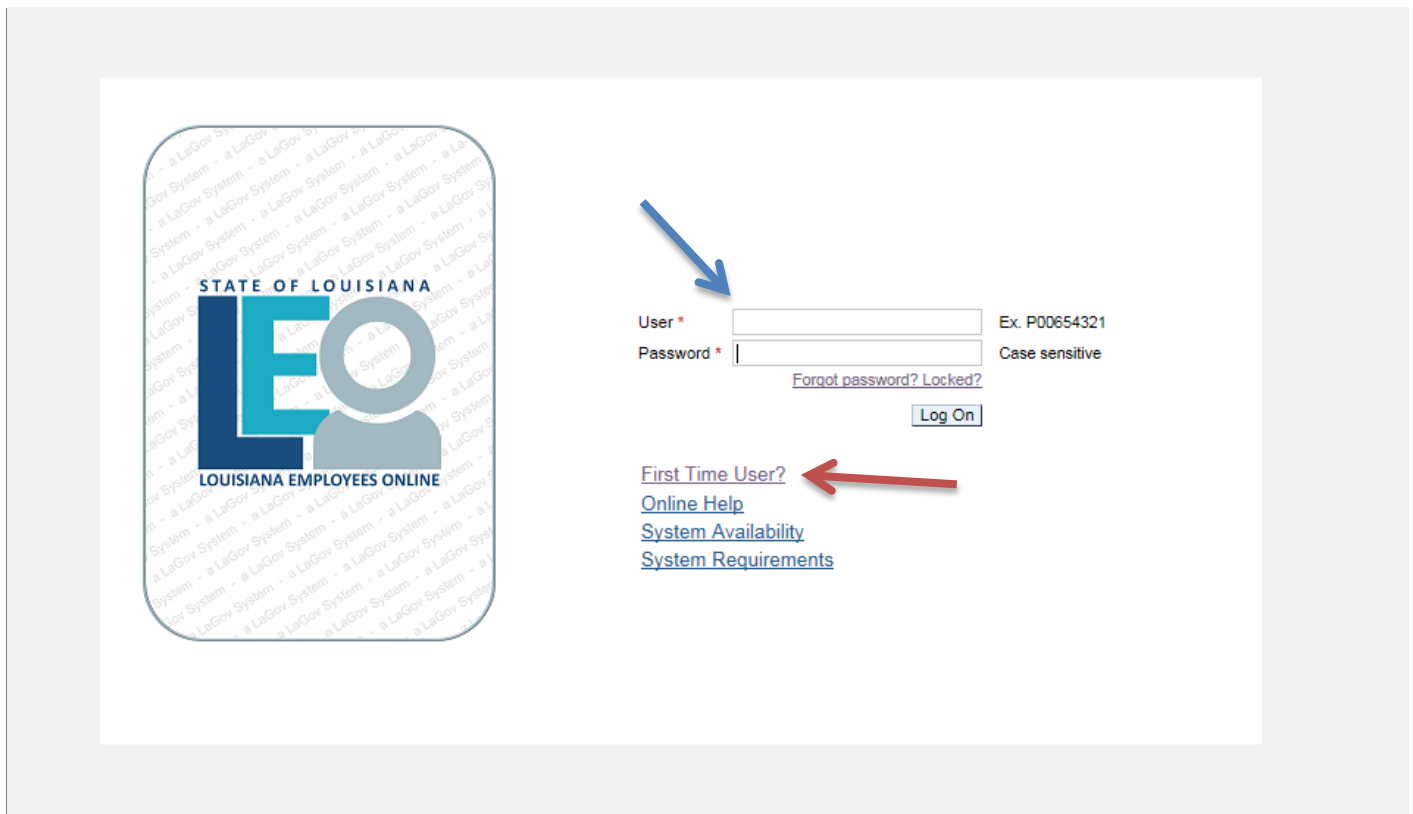 STATE OF LOUISIANA
LEO
LOUISIANA EMPLOYEES ONLINE
User * Ex. P00654321
Password * Case sensitive
Forgot password? Locked?
Log On
First Time User?
Online Help
System Availability
System Requirements